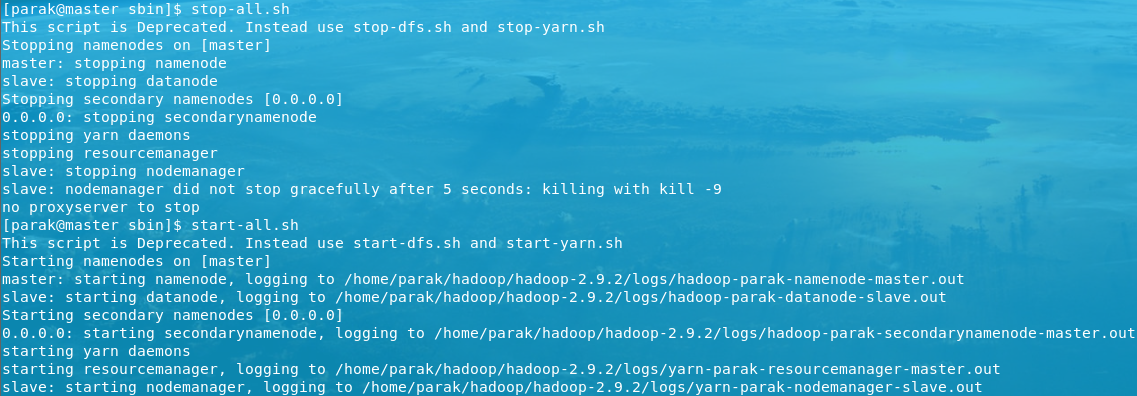 [parak@master sbin]$ stop-all.sh
This script is Deprecated. Instead use stop-dfs.sh and stop-yarn.sh
Stopping namenodes on [master]
master: stopping namenode
slave: stopping datanode
Stopping secondary namenodes [0.0.0.0]
0.0.0.0: stopping secondarynamenode
stopping yarn daemons
stopping resourcemanager
slave: stopping nodemanager
slave: nodemanager did not stop gracefully after 5 seconds: killing with kill -9
no proxyserver to stop
[parak@master sbin]$ start-all.sh
This script is Deprecated. Instead use start-dfs.sh and start-yarn.sh
Starting namenodes on [master]
master: starting namenode, logging to /home/parak/hadoop/hadoop-2.9.2/logs/hadoop-parak-namenode-master.out
slave: starting datanode, logging to /home/parak/hadoop/hadoop-2.9.2/logs/hadoop-parak-datanode-slave.out
Starting secondary namenodes [0.0.0.0]
0.0.0.0: starting secondarynamenode, logging to /home/parak/hadoop/hadoop-2.9.2/logs/hadoop-parak-secondarynamenode-master.out
starting yarn daemons
starting resourcemanager, logging to /home/parak/hadoop/hadoop-2.9.2/logs/yarn-parak-resourcemanager-master.out
slave: starting nodemanager, logging to /home/parak/hadoop/hadoop-2.9.2/logs/yarn-parak-nodemanager-slave.out